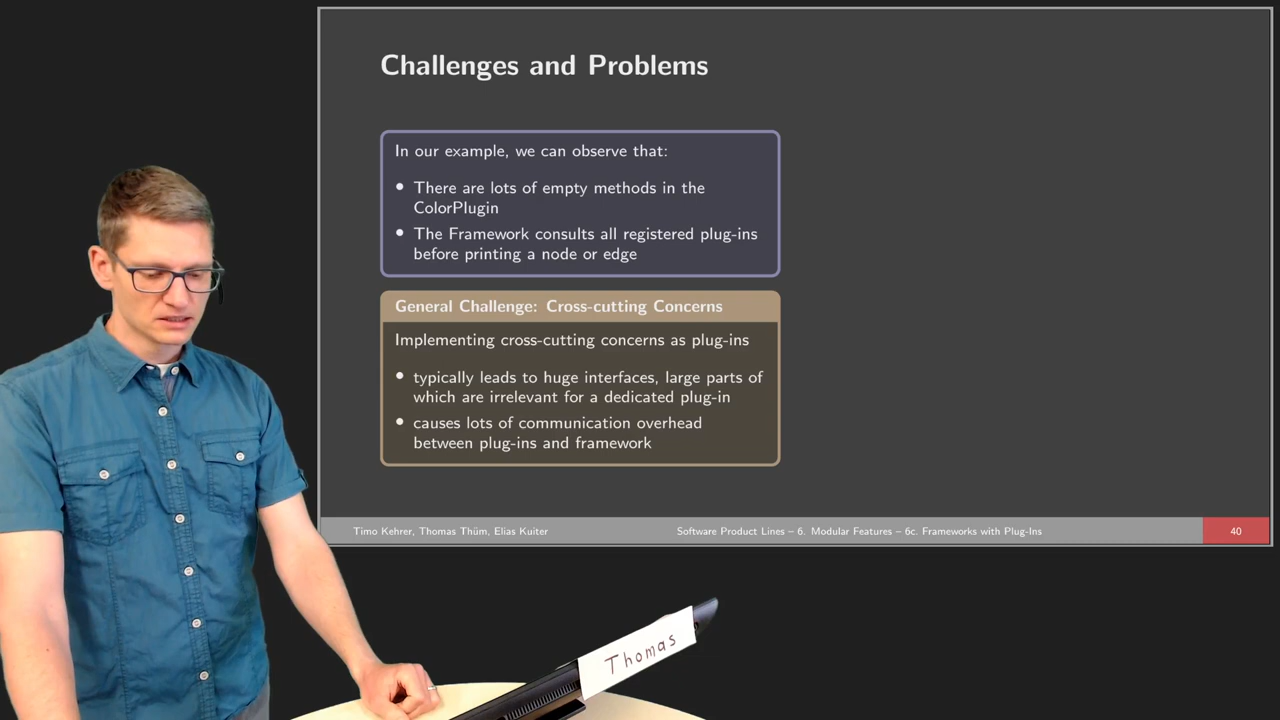 Challenges and Problems
In our example, we can observe that:
• There are lots of empty methods in the
ColorPlugin
• The Framework consults all registered plug-ins
before printing a node or edge
General Challenge: Cross-cutting Concerns
Implementing cross-cutting concerns as plug-ins
• typically leads to huge interfaces, large parts of
which are irrelevant for a dedicated plug-in
• causes lots of communication overhead
between plug-ins and framework
Timo Kehrer, Thomas Thüm, Elias Kuiter
Software Product Lines – 6. Modular Features – 6c. Frameworks with Plug-Ins
40
Thomas